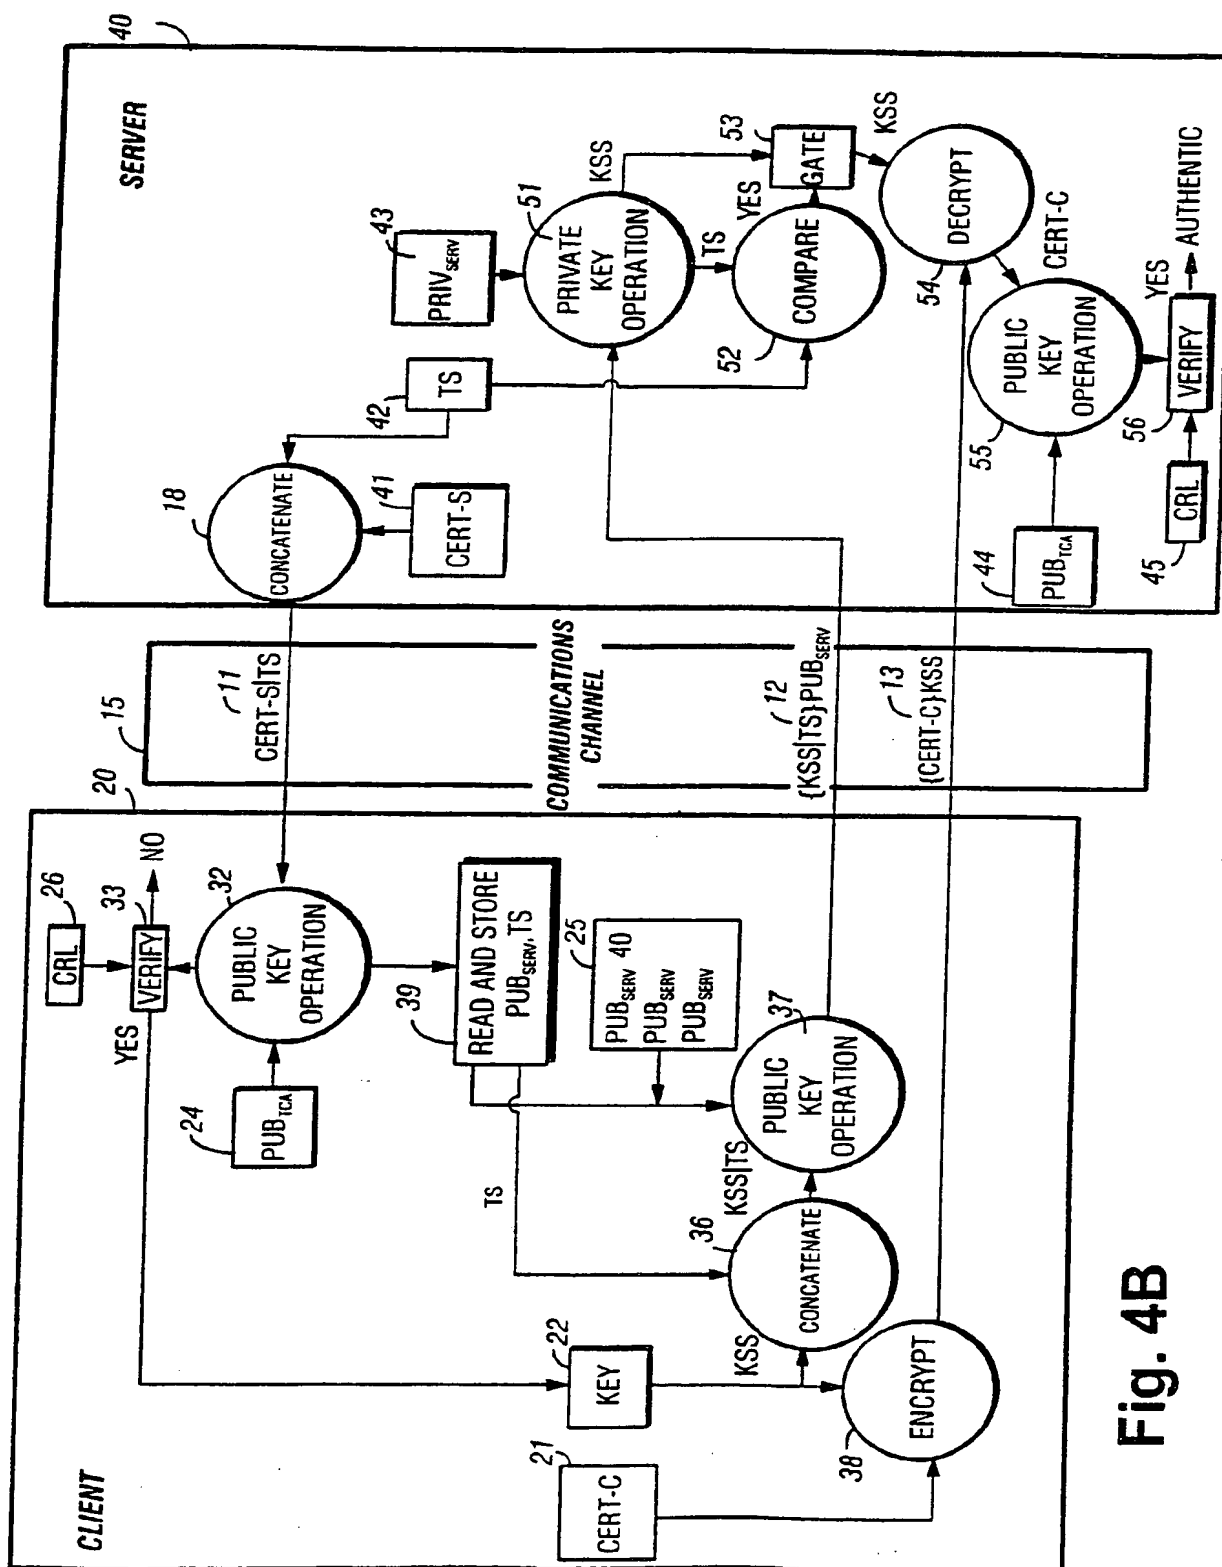 CLIENT
20
26
CRL
33
VERIFY
NO
YES
32
PUBLIC
KEY
OPERATION
24
PUBTCA
39
READ AND STORE
PUBSERV,TS
25
PUBSERV 40
PUBSERV
PUBSERV
TS
22
KEY
21
CERT-C
KSS
36
CONCATENATE
KSS|TS
37
PUBLIC
KEY
OPERATION
38
ENCRYPT
15
11
CERT-S|TS
COMMUNICATIONS
CHANNEL
12
{KSS|TS}PUBSERV
13
{CERT-C}KSS
SERVER
40
18
CONCATENATE
41
CERT-S
42
TS
43
PRIVSERV
51
PRIVATE
KEY
OPERATION
KSS
TS
52
COMPARE
YES
53
GATE
KSS
54
DECRYPT
CERT-C
44
PUBTCA
55
PUBLIC
KEY
OPERATION
45
CRL
56
VERIFY
YES
AUTHENTIC
Fig. 4B